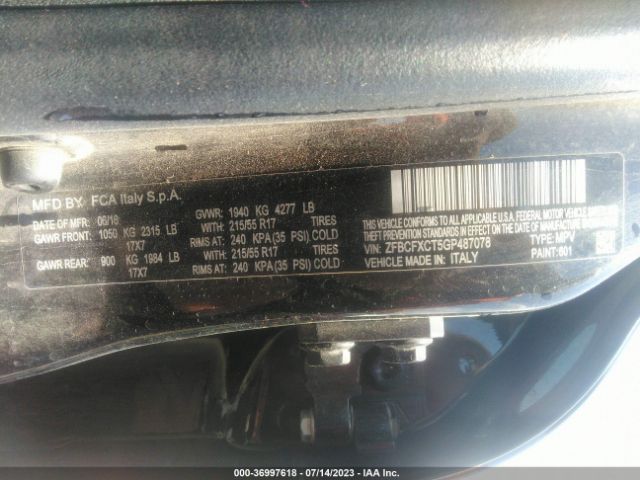 MFD BY: FCA Italy S.p.A.
DATE OF MFR: 06/16 GVWR: 1940 KG 4277 LB
GAWR FRONT: 1050 KG 2315 LB WITH: 215/55 R17 TIRES
17X7 RIMS AT: 240 KPA(35 PSI) COLD
GAWR REAR: 900 KG 1984 LB WITH: 215/55 R17 TIRES
17X7 RIMS AT: 240 KPA(35 PSI) COLD
THIS VEHICLE CONFORMS TO ALL APPLICABLE U.S.A. FEDERAL MOTOR VEHICLE SAFETY, BUMPER, AND
THEFT PREVENTION STANDARDS IN EFFECT ON THE DATE OF MANUFACTURE SHOWN ABOVE.
VIN: ZFBCFXCT5GP487078 TYPE: MPV
VEHICLE MADE IN: ITALY PAINT: 601
000-36997618 - 07/14/2023 - IAA Inc.